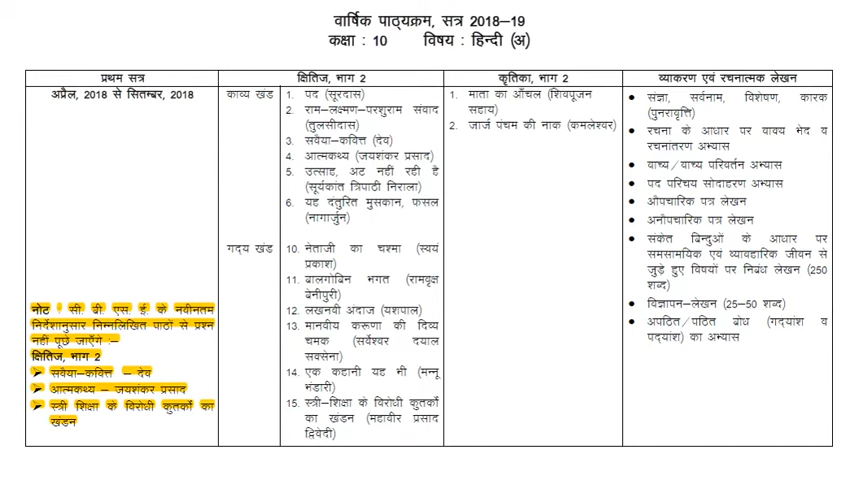 वार्षिक पाठ्यक्रम, सत्र 2018–19
कक्षा : 10 विषय : हिन्दी (अ)
प्रथम सत्र
क्षितिज, भाग 2
कृतिका, भाग 2
व्याकरण एवं रचनात्मक लेखन
अप्रैल, 2018 से सितम्बर, 2018
नोट : सी. बी. एस. ई. के नवीनतम
निर्देशानुसार निम्नलिखित पाठों से प्रश्न
नहीं पूछे जाएँगे :–
क्षितिज, भाग 2
➤ सवैया–कवित्त – देव
➤ आत्मकथ्य – जयशंकर प्रसाद
➤ स्त्री शिक्षा के विरोधी कुतर्कों का
खंडन
काव्य खंड
1. पद (सूरदास)
2. राम–लक्ष्मण–परशुराम संवाद
(तुलसीदास)
3. सवैया–कवित्त (देव)
4. आत्मकथ्य (जयशंकर प्रसाद)
5. उत्साह, अट नहीं रही है
(सूर्यकांत त्रिपाठी निराला)
6. यह दंतुरित मुसकान, फसल
(नागार्जुन)
गद्य खंड
10. नेताजी का चश्मा (स्वयं
प्रकाश)
11. बालगोबिन भगत (रामवृक्ष
बेनीपुरी)
12. लखनवी अंदाज (यशपाल)
13. मानवीय करूणा की दिव्य
चमक (सर्वेश्वर दयाल
सक्सेना)
14. एक कहानी यह भी (मन्नू
भंडारी)
15. स्त्री–शिक्षा के विरोधी कुतर्कों
का खंडन (महावीर प्रसाद
द्विवेदी)
1. माता का आँचल (शिवपूजन
सहाय)
2. जार्ज पंचम की नाक (कमलेश्वर)
● संज्ञा, सर्वनाम, विशेषण, कारक
(पुनरावृत्ति)
● रचना के आधार पर वाक्य भेद व
रचनांतरण अभ्यास
● वाच्य/वाच्य परिवर्तन अभ्यास
● पद परिचय सोदाहरण अभ्यास
● औपचारिक पत्र लेखन
● अनौपचारिक पत्र लेखन
● संकेत बिन्दुओं के आधार पर
समसामयिक एवं व्यावहारिक जीवन से
जुड़े हुए विषयों पर निबंध लेखन (250
शब्द)
● विज्ञापन–लेखन (25–50 शब्द)
● अपठित/पठित बोध (गद्यांश व
पद्यांश) का अभ्यास